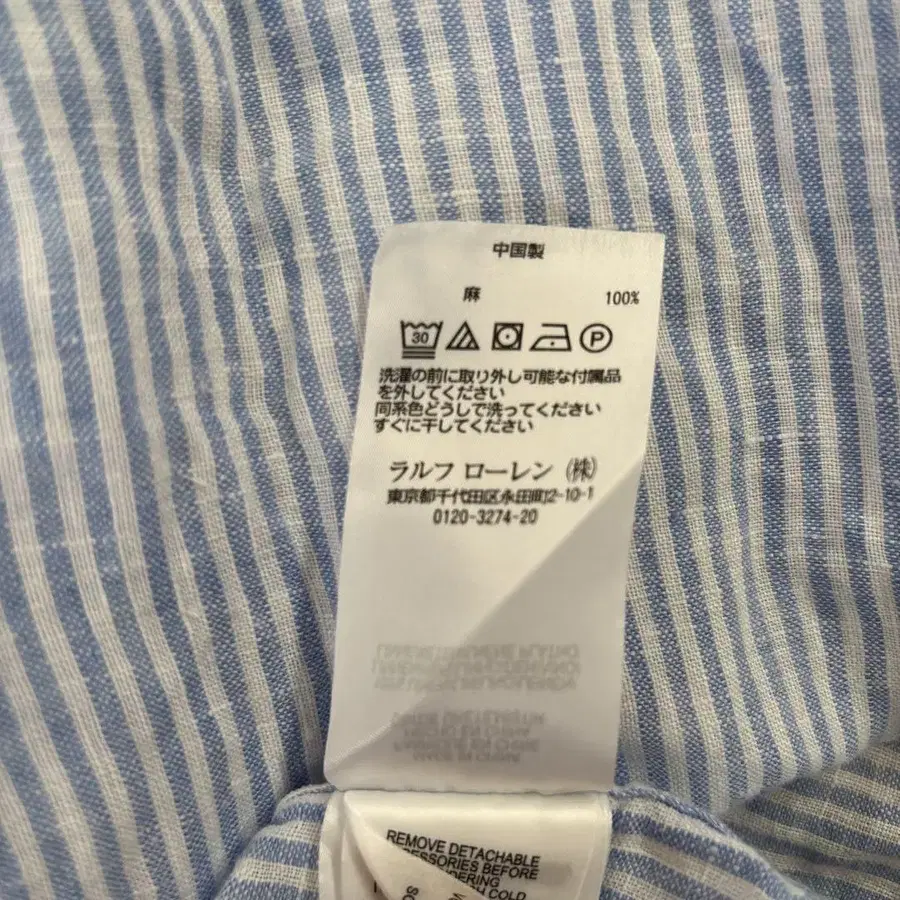 中国製
麻 100%
30 P
洗濯の前に取り外し可能な付属品
を外してください
同系色どうしで洗ってください
すぐに干してください
ラルフ ローレン (株)
東京都千代田区永田町2-10-1
0120-3274-20
REMOVE DETACHABLE
BEFORE
COLD